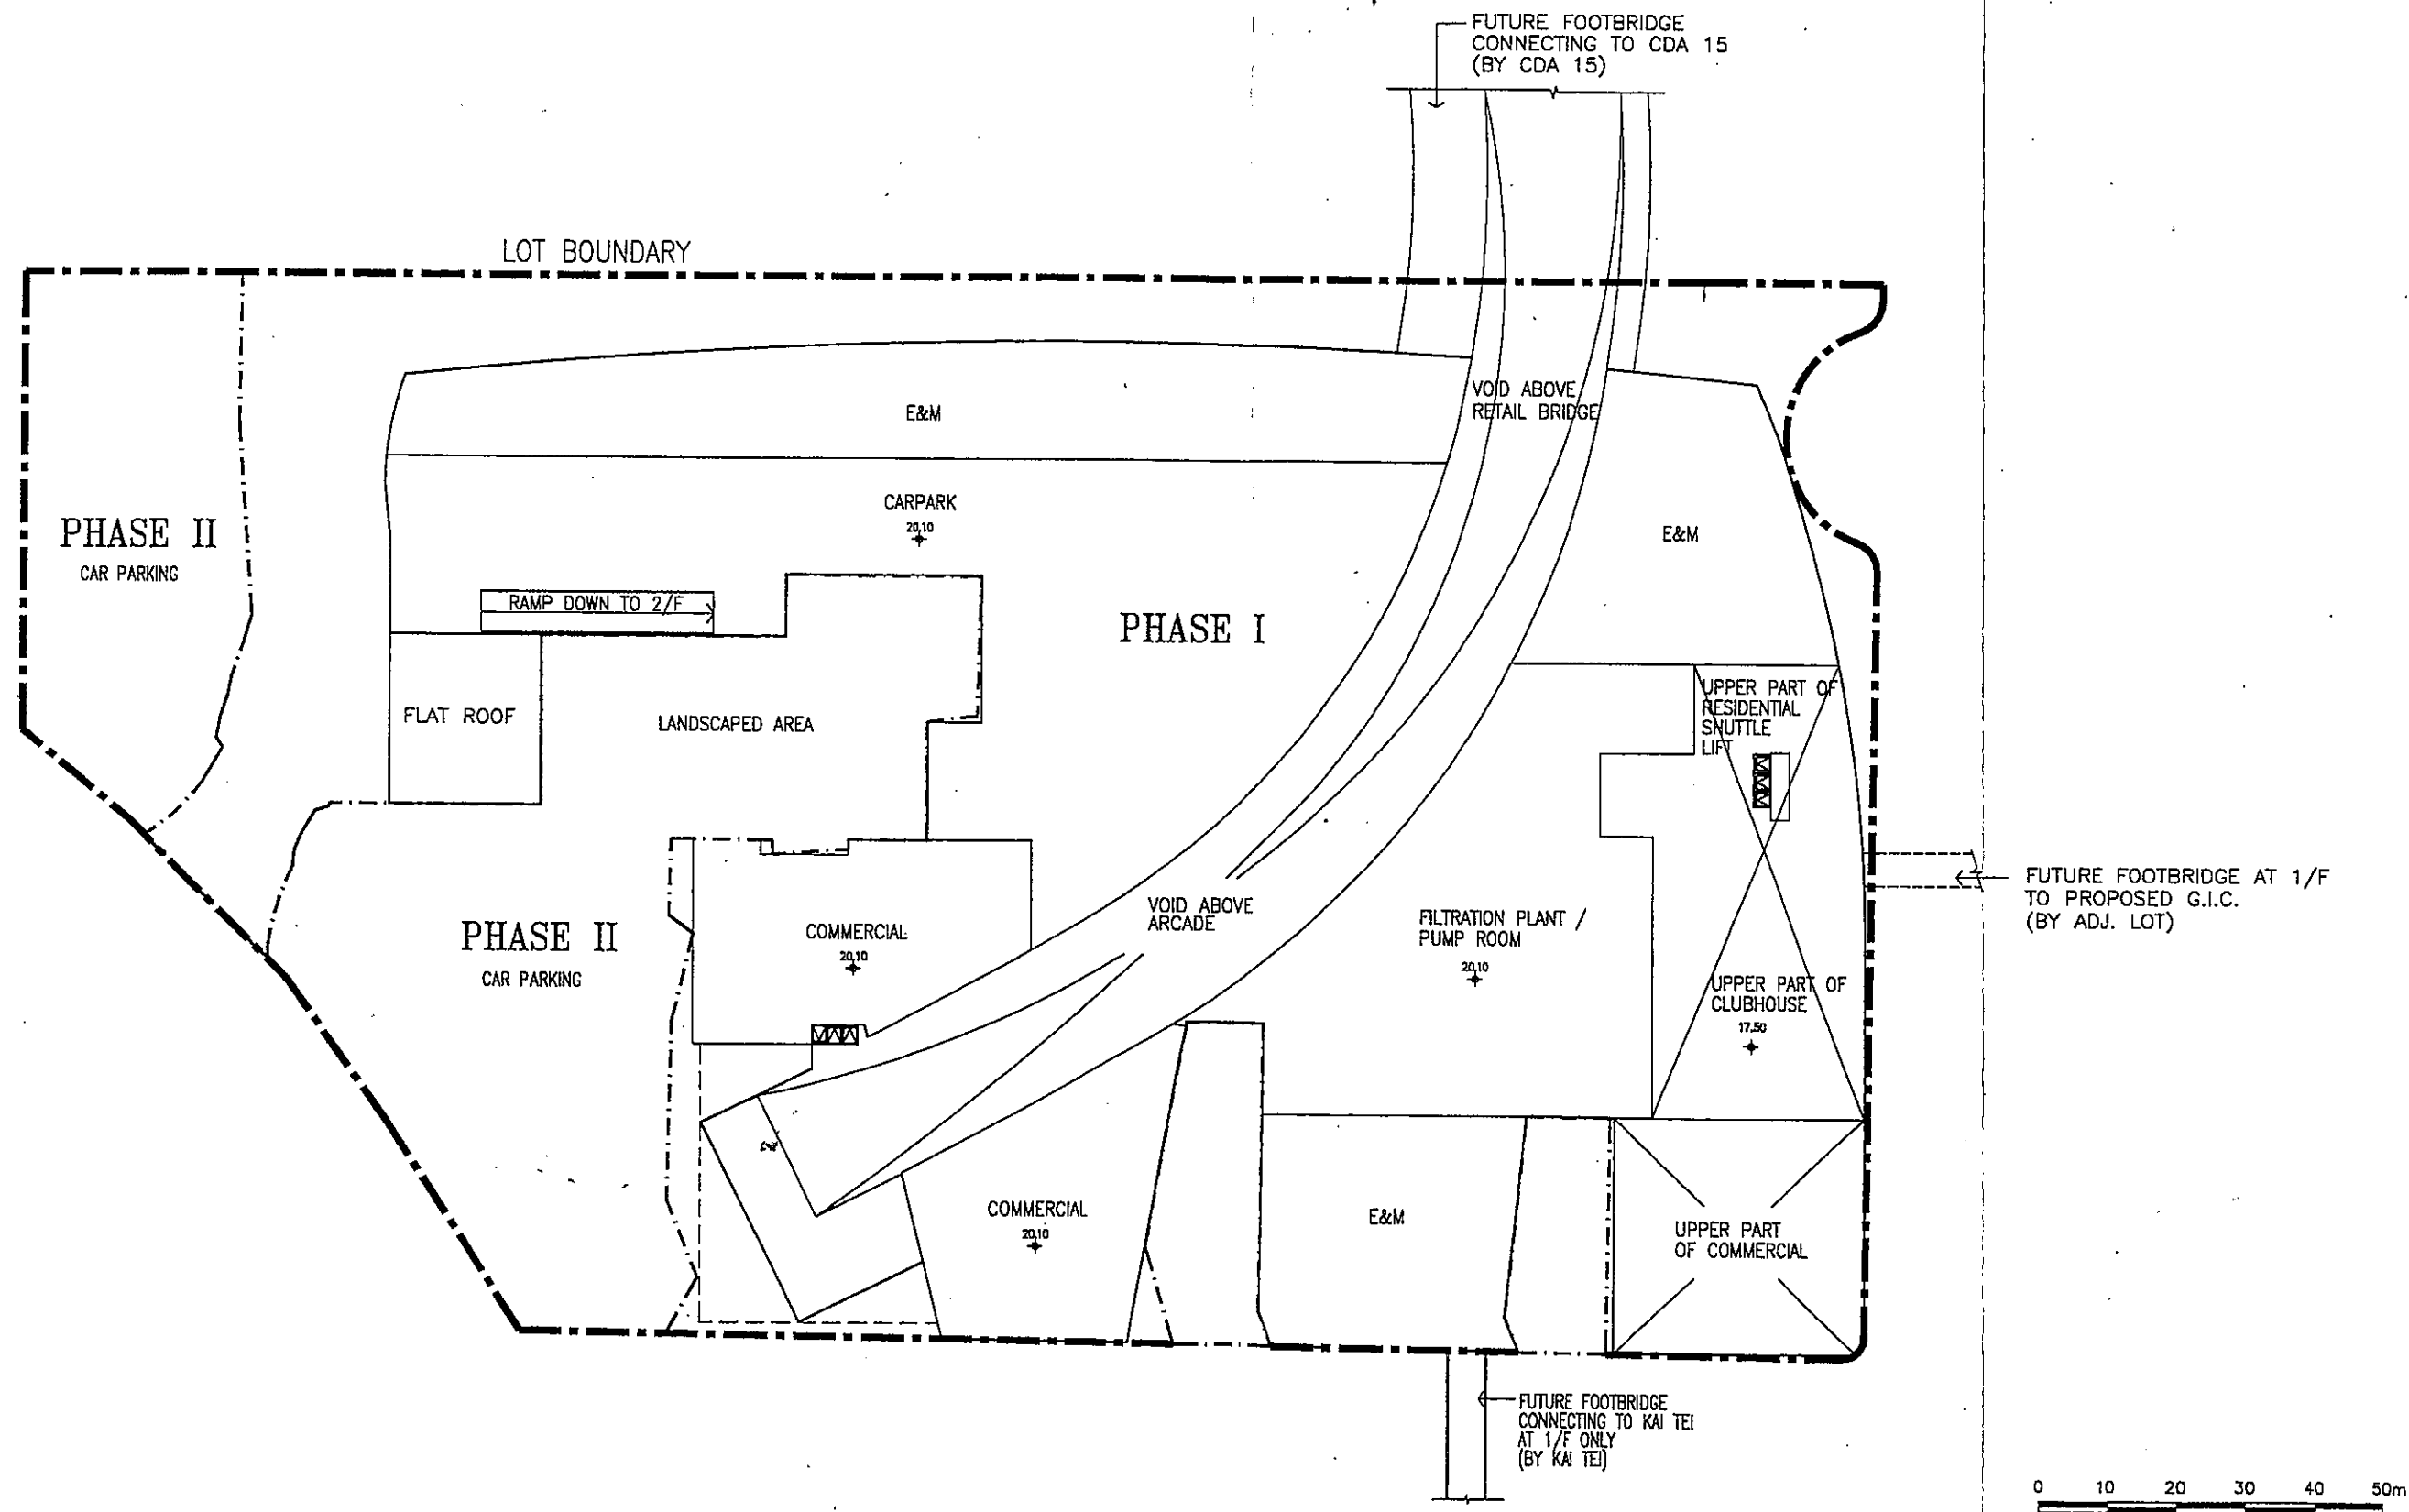 FUTURE FOOTBRIDGE
CONNECTING TO CDA 15
(BY CDA 15)
LOT BOUNDARY
VOID ABOVE
RETAIL BRIDGE
E&M
CARPARK
20.10
E&M
PHASE II
CAR PARKING
RAMP DOWN TO 2/F
PHASE I
FLAT ROOF
LANDSCAPED AREA
UPPER PART OF
RESIDENTIAL
SHUTTLE
LIFT
FUTURE FOOTBRIDGE AT 1/F
TO PROPOSED G.I.C.
(BY ADJ. LOT)
VOID ABOVE
ARCADE
FILTRATION PLANT /
PUMP ROOM
20.10
PHASE II
CAR PARKING
COMMERCIAL
20.10
UPPER PART OF
CLUBHOUSE
17.50
COMMERCIAL
20.10
E&M
UPPER PART
OF COMMERCIAL
FUTURE FOOTBRIDGE
CONNECTING TO KAI TEI
AT 1/F ONLY
(BY KAI TEI)
0 10 20 30 40 50m